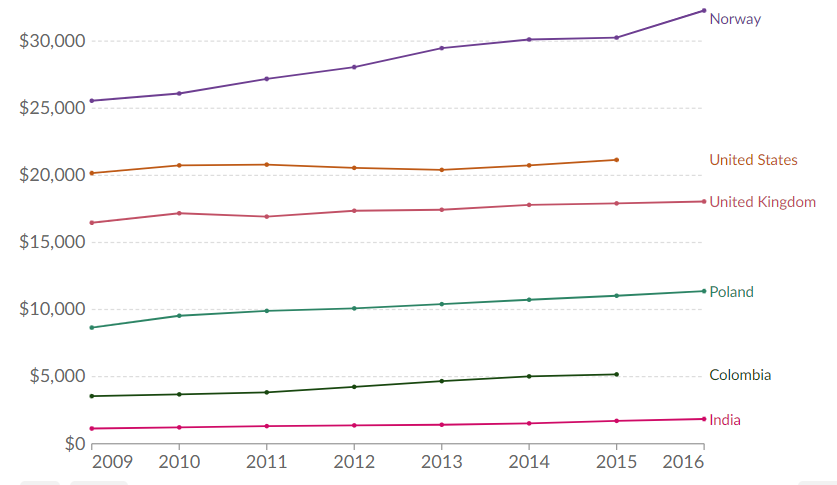 Norway
$30,000
$25,000
United States
$20,000
United Kingdom
$15,000
Poland
$10,000
$5,000
Colombia
India
$0
2009 2010 2011 2012 2013 2014 2015 2016